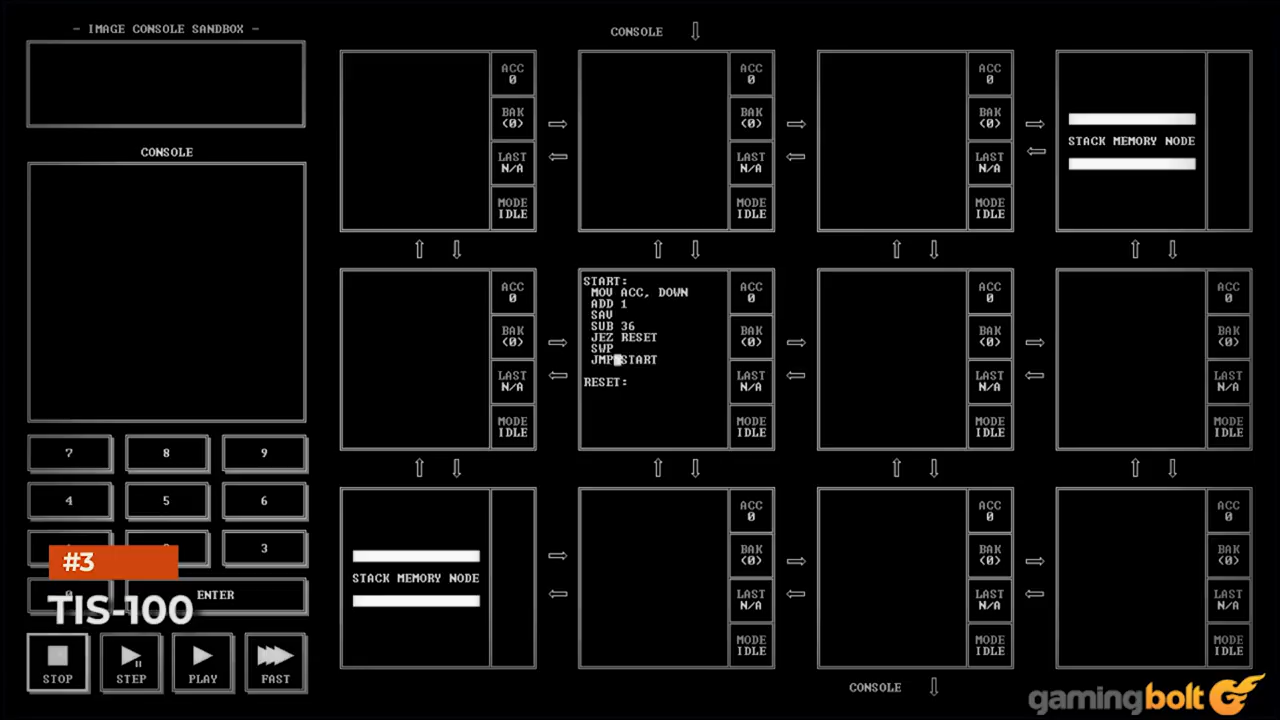 - IMAGE CONSOLE SANDBOX -
CONSOLE
CONSOLE
ACC
0
BAK
(0)
LAST
N/A
MODE
IDLE
ACC
0
BAK
(0)
LAST
N/A
MODE
IDLE
ACC
0
BAK
(0)
LAST
N/A
MODE
IDLE
STACK MEMORY NODE
ACC
0
BAK
(0)
LAST
N/A
MODE
IDLE
START:
MOV ACC, DOWN
ADD 1
SAV
SUB 36
JEZ RESET
SWP
JMP START
RESET:
ACC
0
BAK
(0)
LAST
N/A
MODE
IDLE
ACC
0
BAK
(0)
LAST
N/A
MODE
IDLE
ACC
0
BAK
(0)
LAST
N/A
MODE
IDLE
STACK MEMORY NODE
ACC
0
BAK
(0)
LAST
N/A
MODE
IDLE
ACC
0
BAK
(0)
LAST
N/A
MODE
IDLE
ACC
0
BAK
(0)
LAST
N/A
MODE
IDLE
7 8 9
4 5 6
3
#3
ENTER
TIS-100
STOP STEP PLAY FAST
CONSOLE
gamingbolt